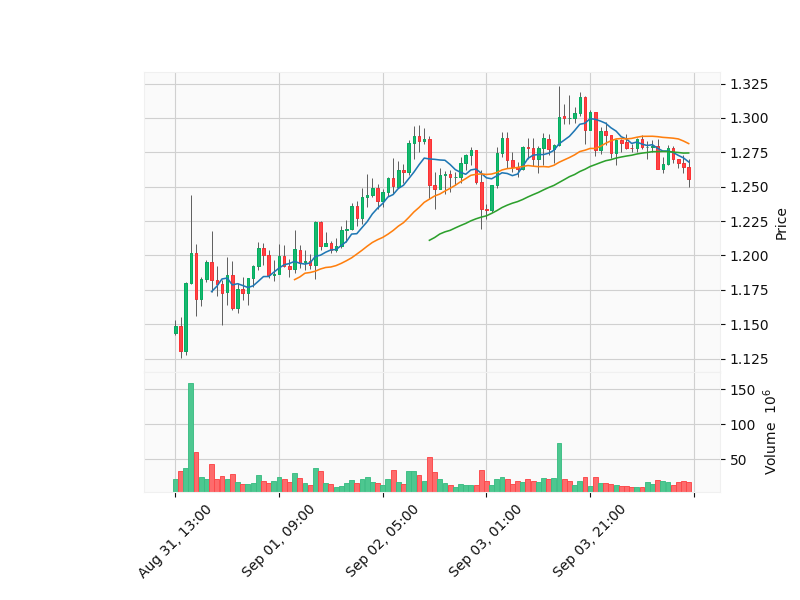 1.325
1.300
1.275
1.250
1.225
1.200
1.175
1.150
1.125
Price
150
100
50
Volume 10⁶
Aug 31, 13:00
Sep 01, 09:00
Sep 02, 05:00
Sep 03, 01:00
Sep 03, 21:00